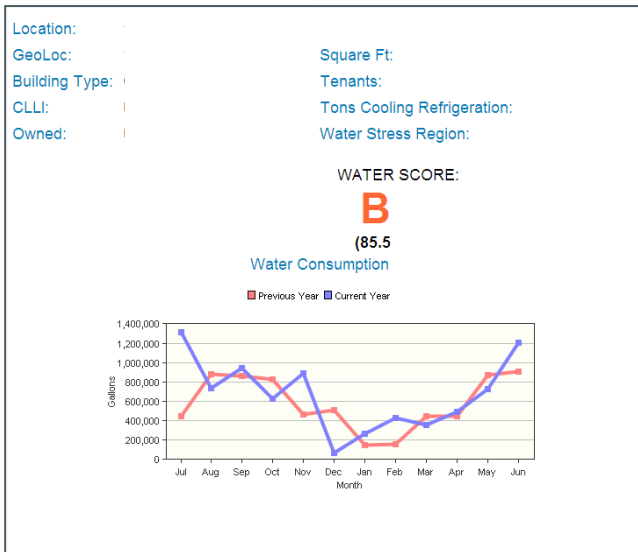 Location:
GeoLoc:
Square Ft:
Building Type:
Tenants:
CLLI:
Tons Cooling Refrigeration:
Owned:
Water Stress Region:
WATER SCORE:
B
(85.5
Water Consumption
Previous Year Current Year
1,400,000
1,200,000
1,000,000
800,000
600,000
400,000
200,000
0
Gallons
Jul Aug Sep Oct Nov Dec Jan Feb Mar Apr May Jun
Month